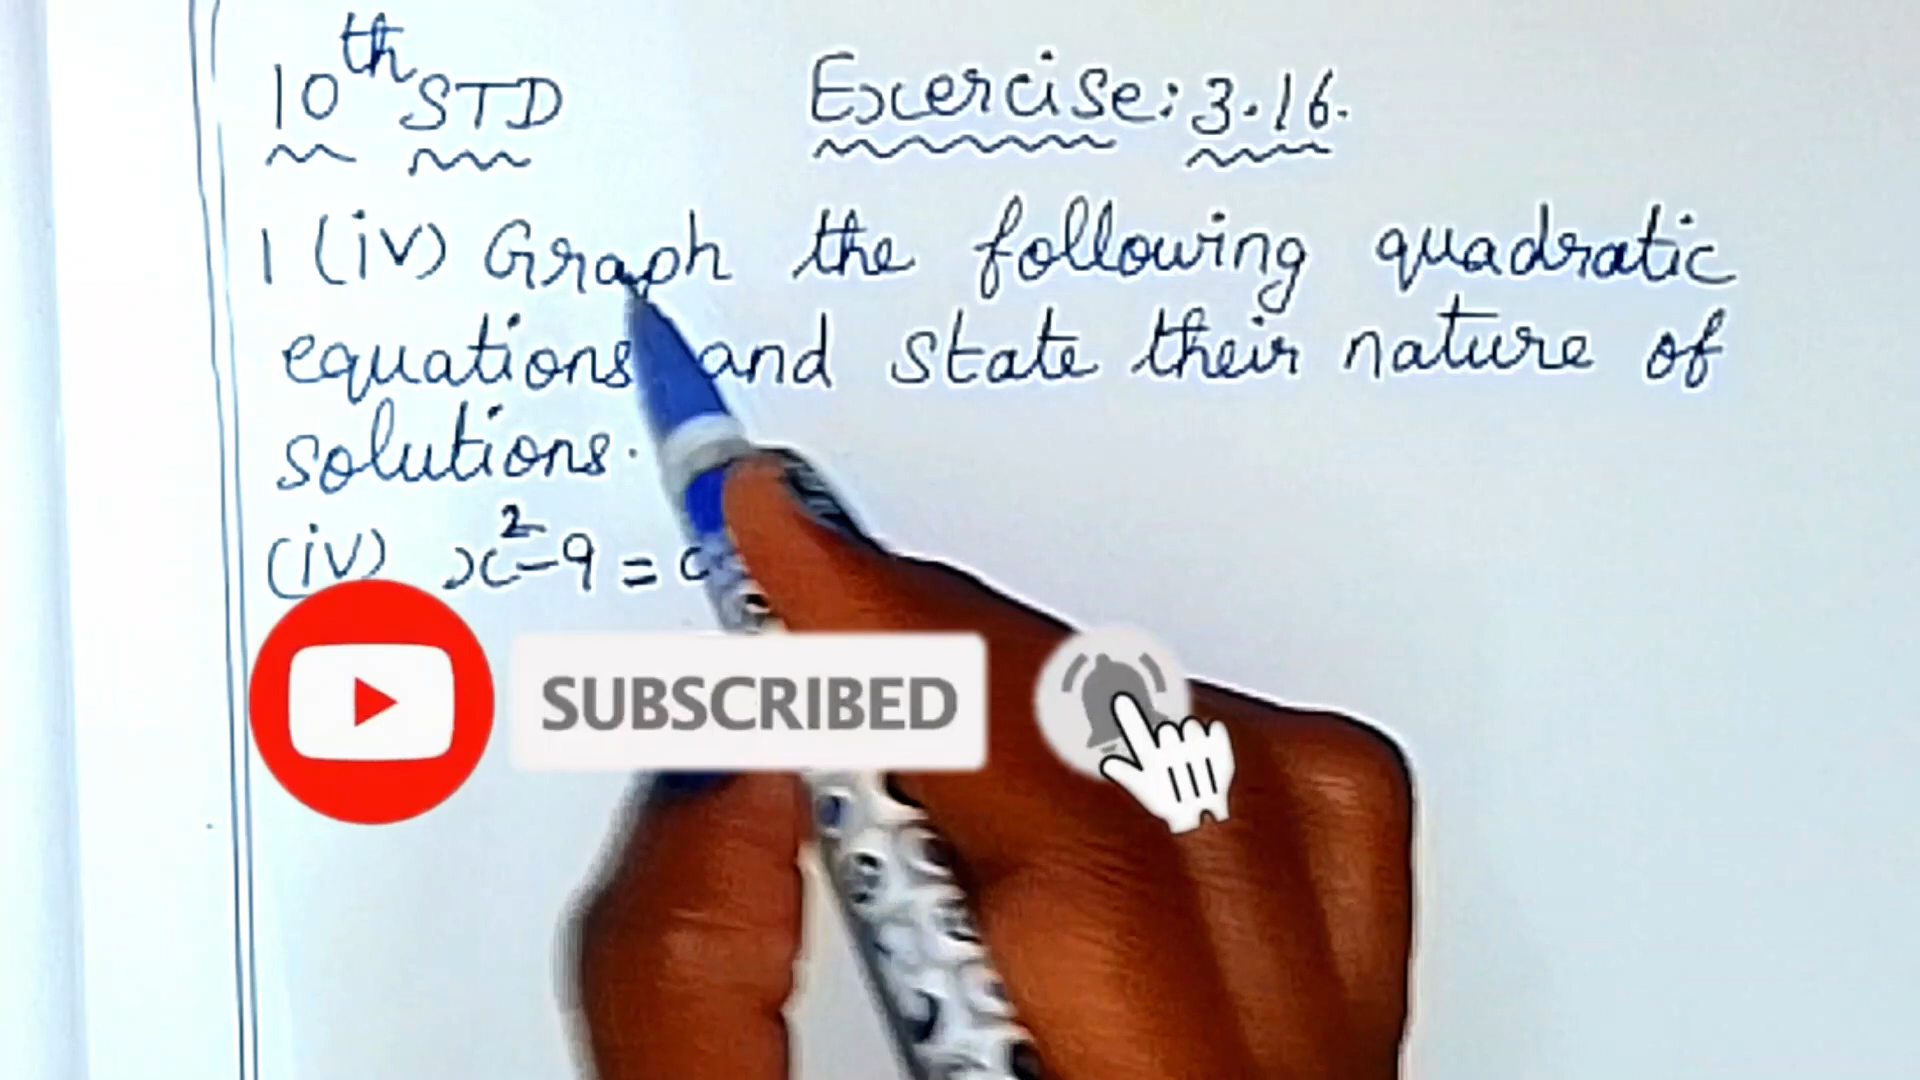 10th STD Exercise: 3.16.
1 (iv) Graph the following quadratic
equations and state their nature of
solutions.
(iv) x²-9 =
SUBSCRIBED